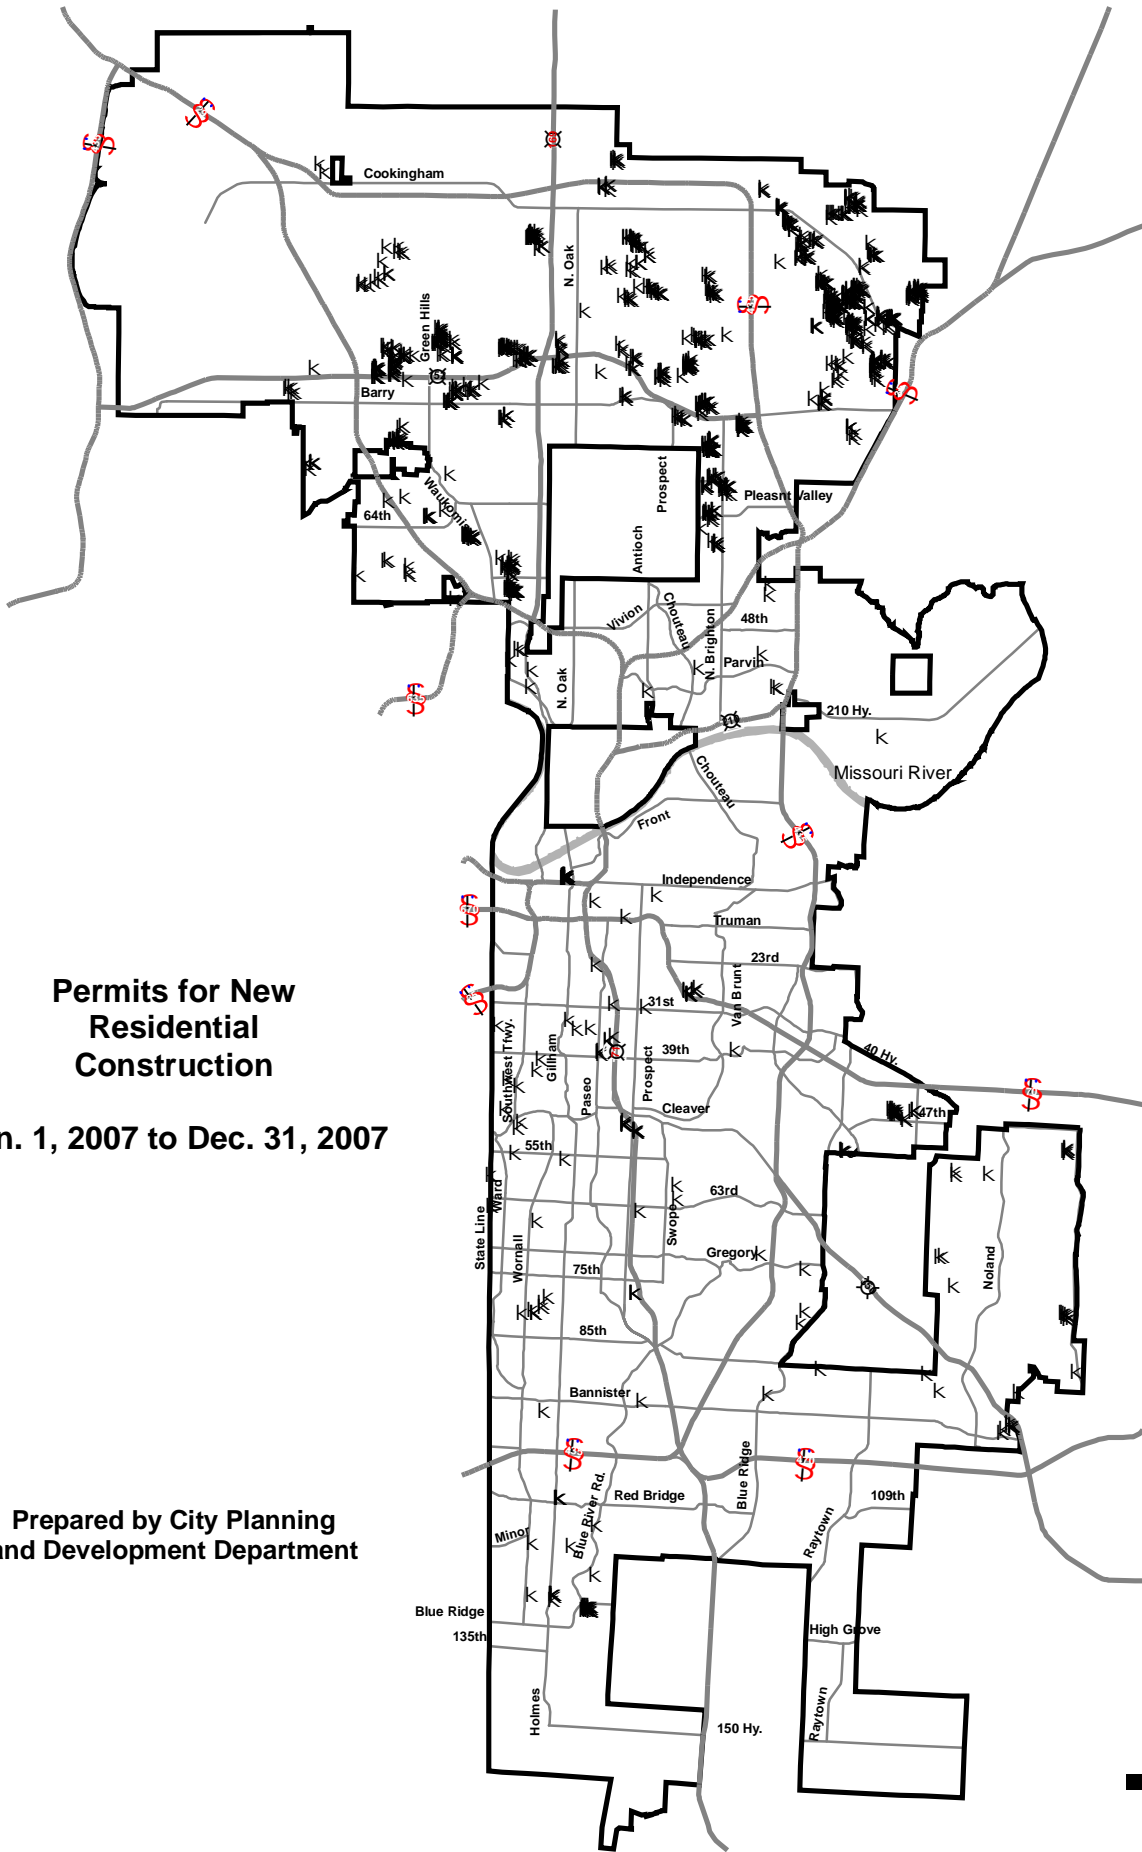 Cookingham
N. Oak
Green Hills
Barry
Waukomis
64th
Prospect
Pleasnt Valley
Antioch
Chouteau
Vivion
N. Brighton
48th
Parvin
N. Oak
210 Hy.
Missouri River
Chouteau
Front
Independence
Truman
23rd
Van Brunt
31st
Southwest Tfwy.
Gillham
39th
40 Hy.
Paseo
Prospect
Cleaver
47th
55th
Ward
63rd
Swope
State Line
Wornall
Gregory
Noland
75th
85th
Bannister
Blue Ridge
Red Bridge
109th
Blue River Rd.
Minor
Raytown
Blue Ridge
135th
High Grove
Holmes
Raytown
150 Hy.
Permits for New
Residential
Construction
n. 1, 2007 to Dec. 31, 2007
Prepared by City Planning
and Development Department